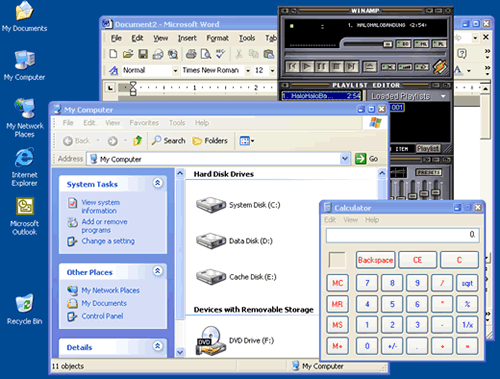 My Documents
My Computer
My Network
Places
Internet
Explorer
Microsoft
Outlook
Recycle Bin
Document2 - Microsoft Word
File Edit View Insert Format Tools
Normal
Times New Roman
12
WINAMP
1. HALOHALOBANDUNG <2:54>
PLAYLIST EDITOR
1. HaloHaloBa... 2:54
Loaded Playlists
Playlist
PRESETS
My Computer
File Edit View Favorites Tools Help
Back
Search
Folders
Address
My Computer
Go
System Tasks
View system
information
Add or remove
programs
Change a setting
Other Places
My Network Places
My Documents
Control Panel
Details
Hard Disk Drives
System Disk (C:)
Data Disk (D:)
Cache Disk (E:)
Devices with Removable Storage
DVD
DVD Drive (F:)
11 objects
My Computer
Calculator
Edit View Help
0.
Backspace CE C
MC 7 8 9 / sqrt
MR 4 5 6 * %
MS 1 2 3 - 1/x
M+ 0 +/- . + =